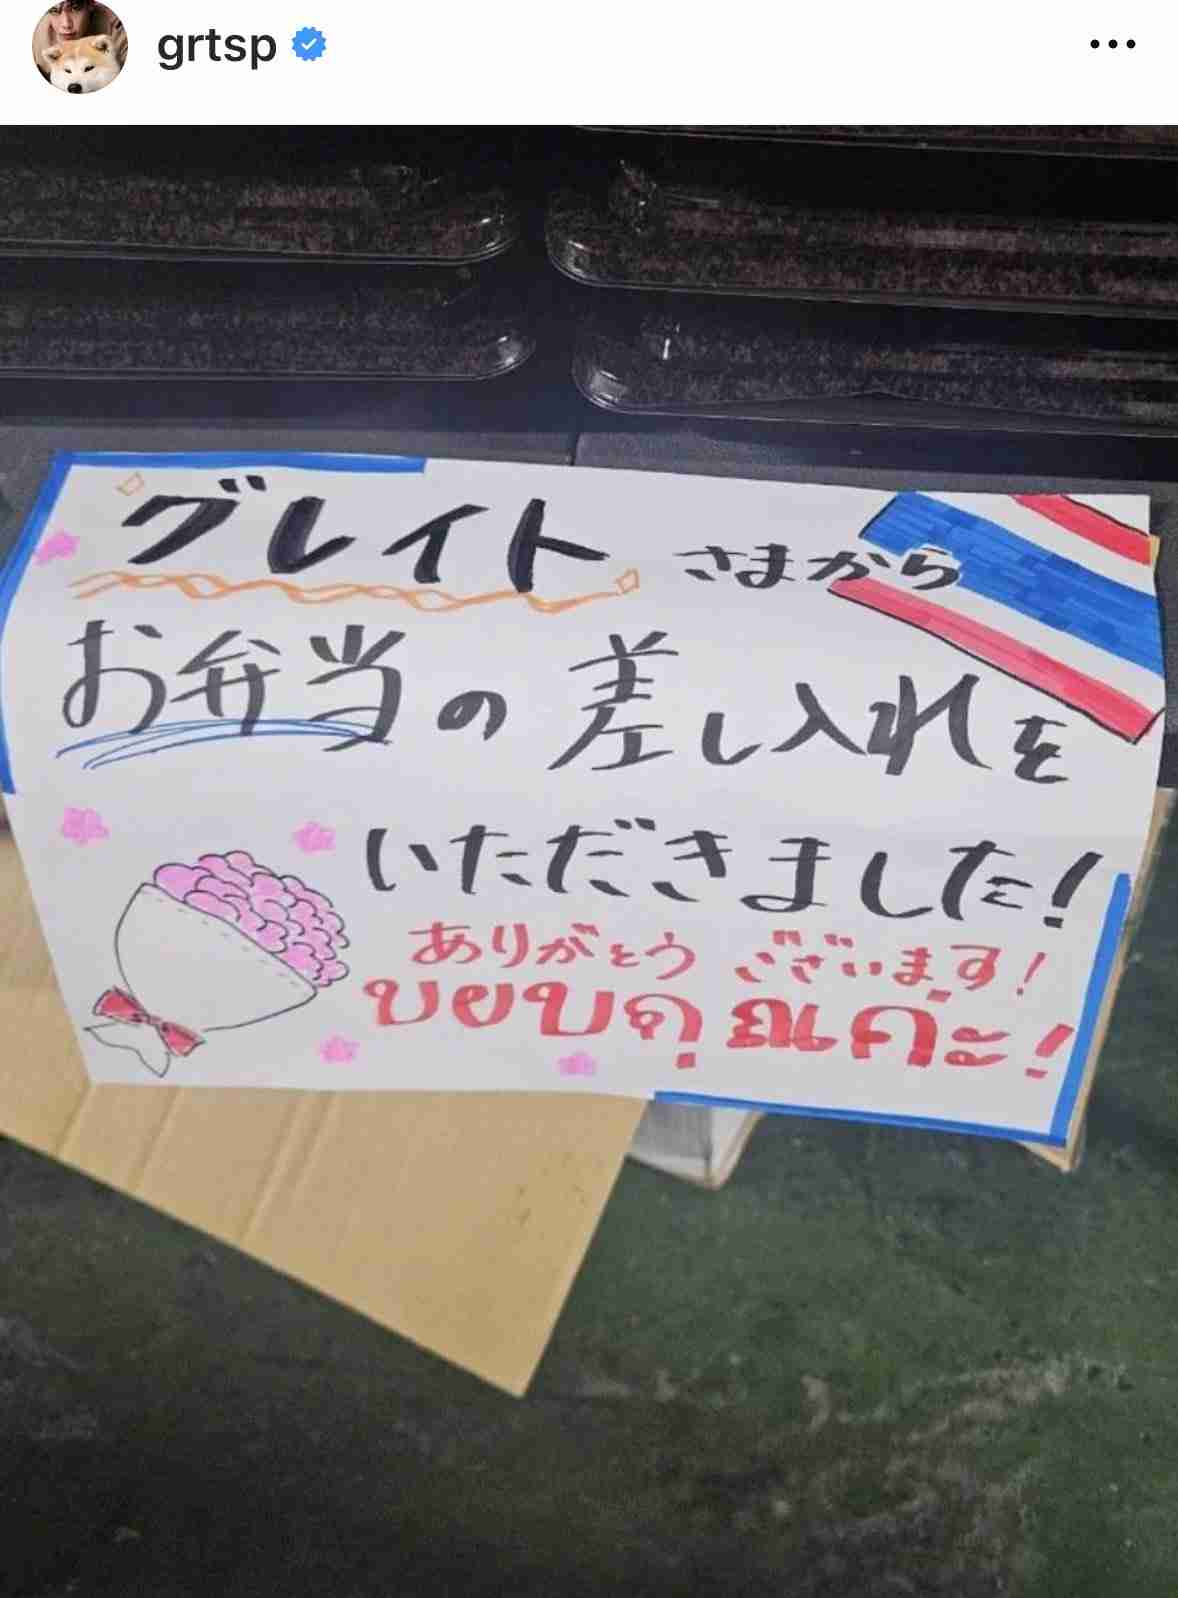 grtsp
グレイト さまから
お弁当の差し入れを
いただきました!
ありがとうございます!
ขอบคุณค่ะ!